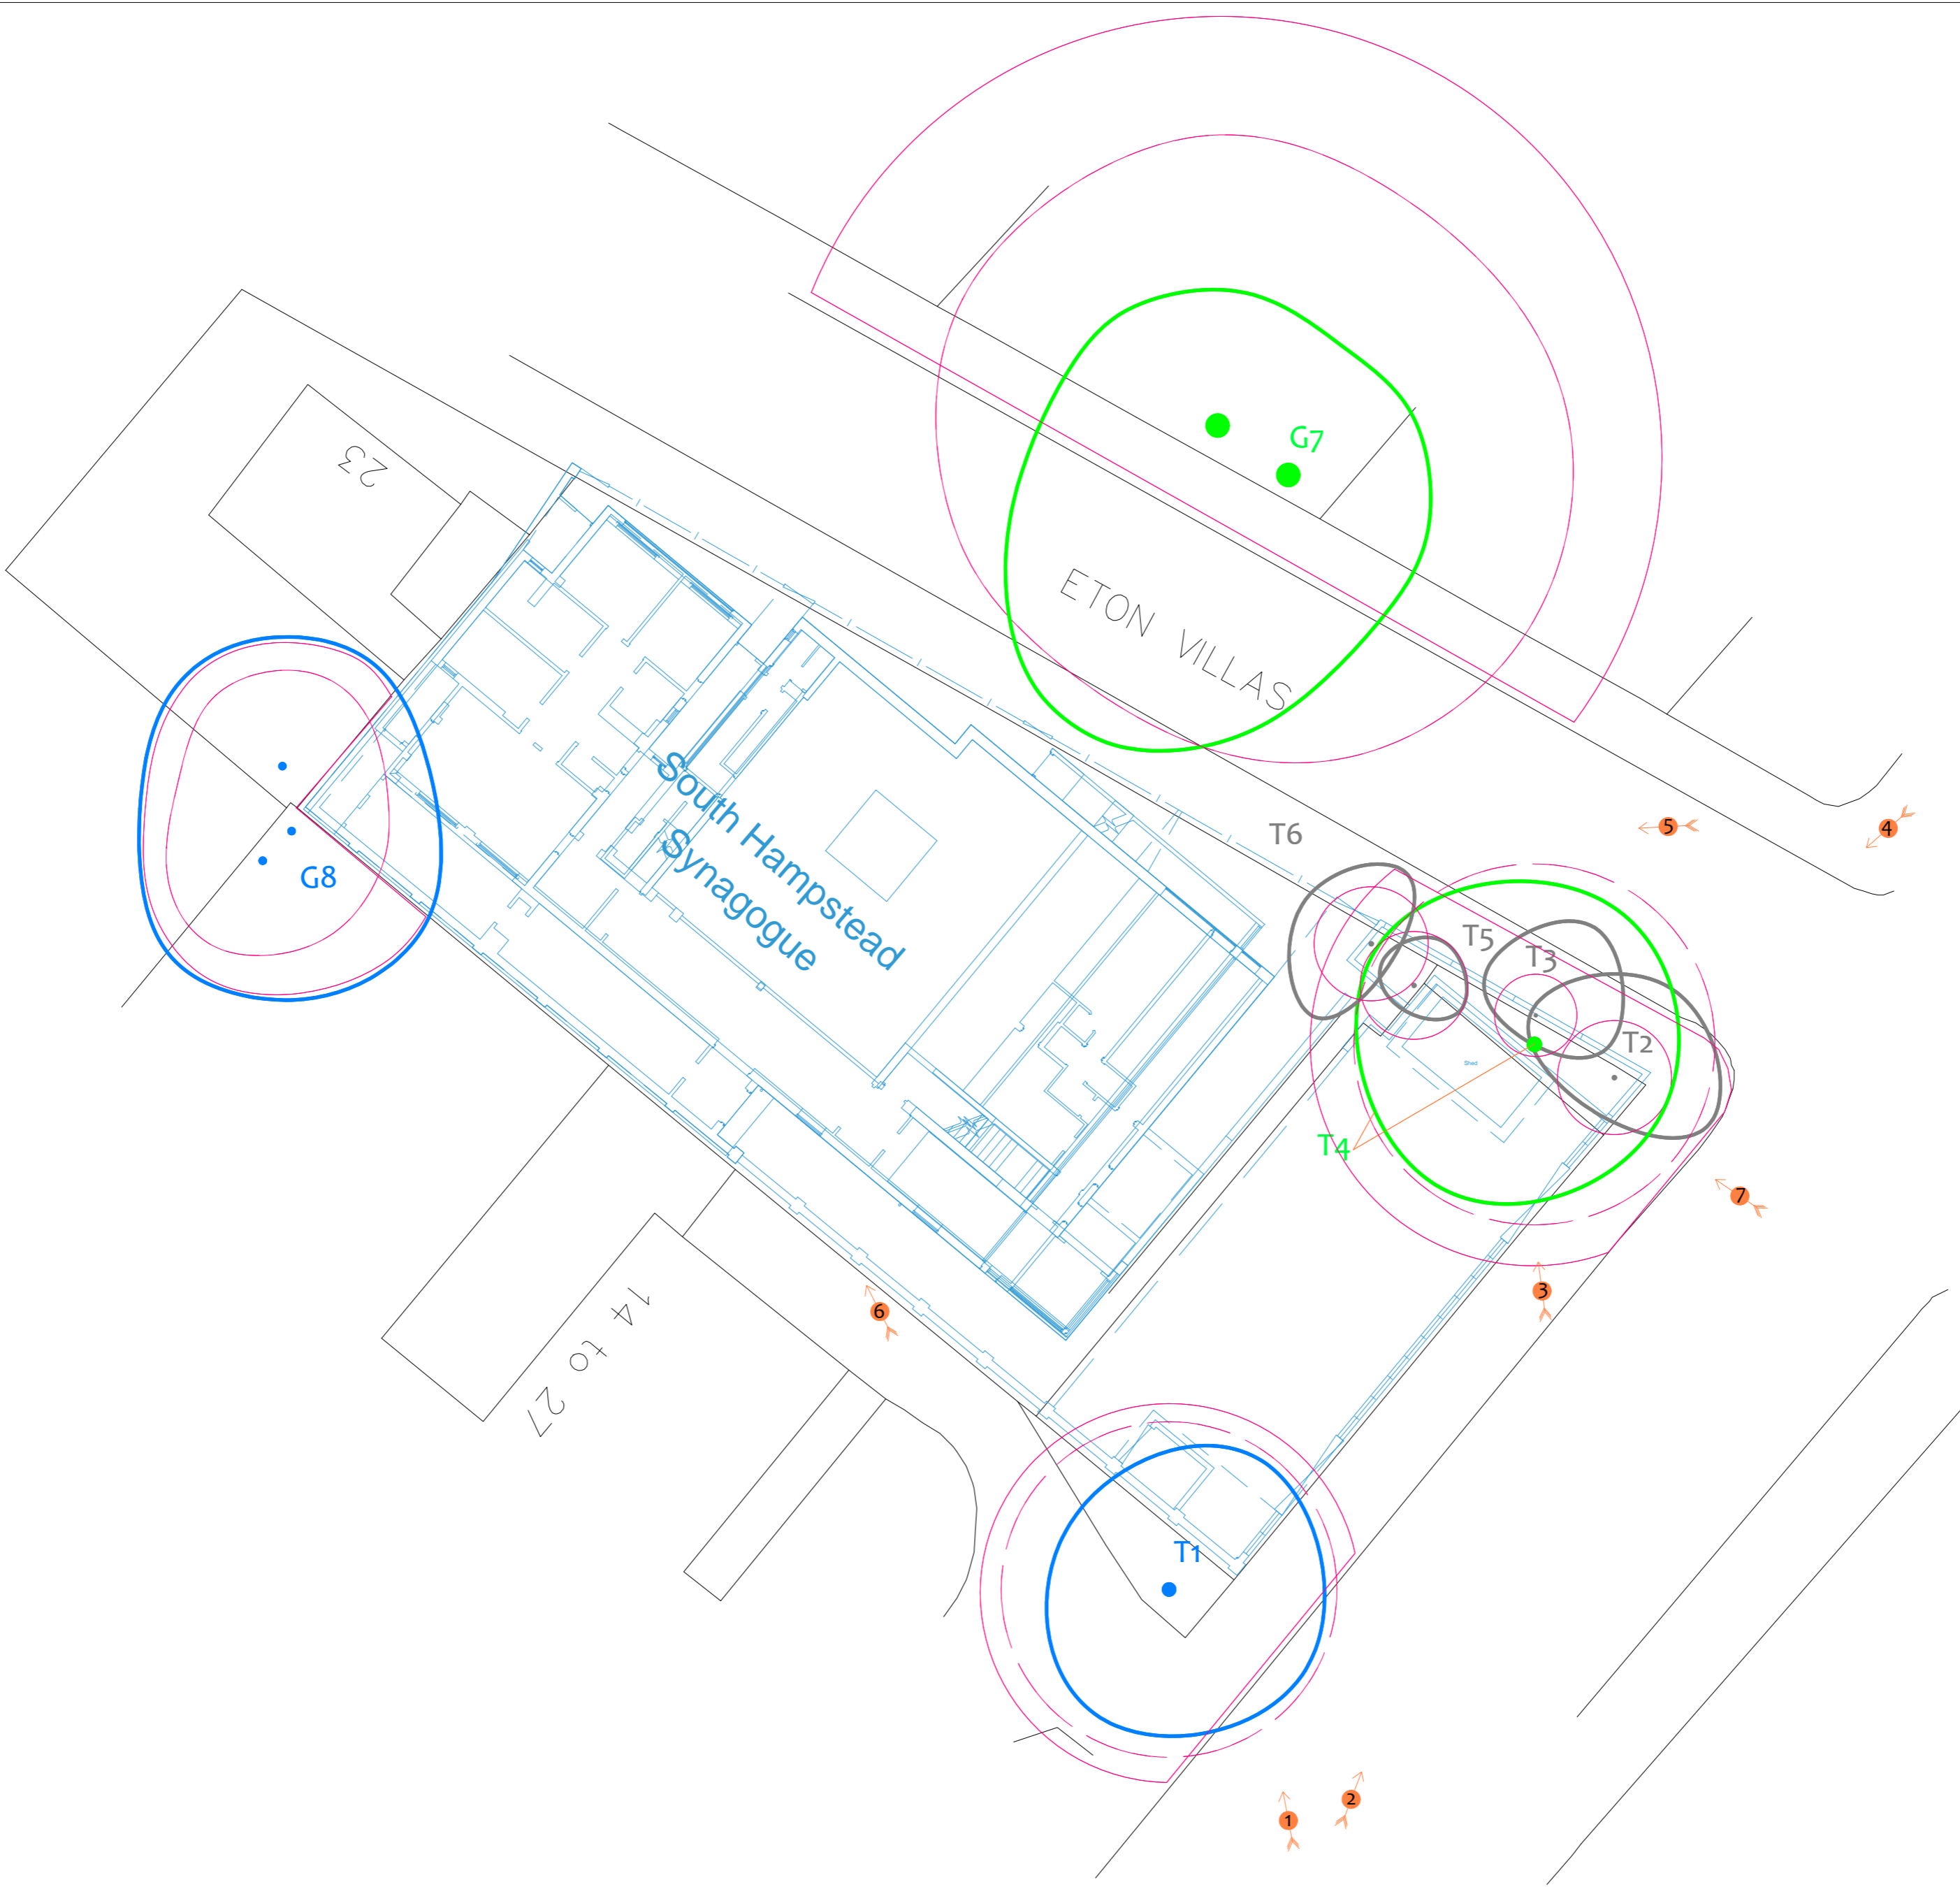 23
G7
ETON VILLAS
5
4
T6
South Hampstead
Synagogue
G8
T5
T3
T2
Shed
T4
7
3
6
14 to 27
T1
2
1